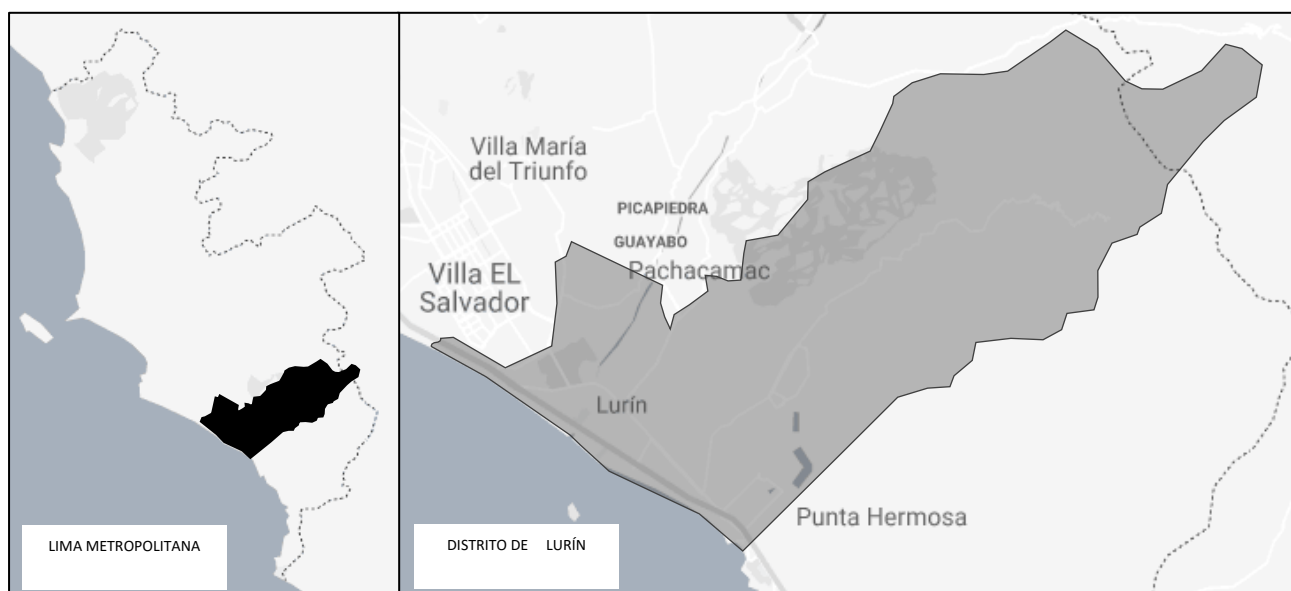 LIMA METROPOLITANA
Villa María
del Triunfo
PICAPIEDRA
GUAYABO
Pachacamac
Villa EL
Salvador
Lurín
Punta Hermosa
DISTRITO DE LURÍN